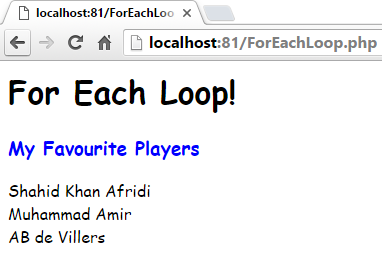 localhost:81/ForEachLoo
localhost:81/ForEachLoop.php
For Each Loop!
My Favourite Players
Shahid Khan Afridi
Muhammad Amir
AB de Villers